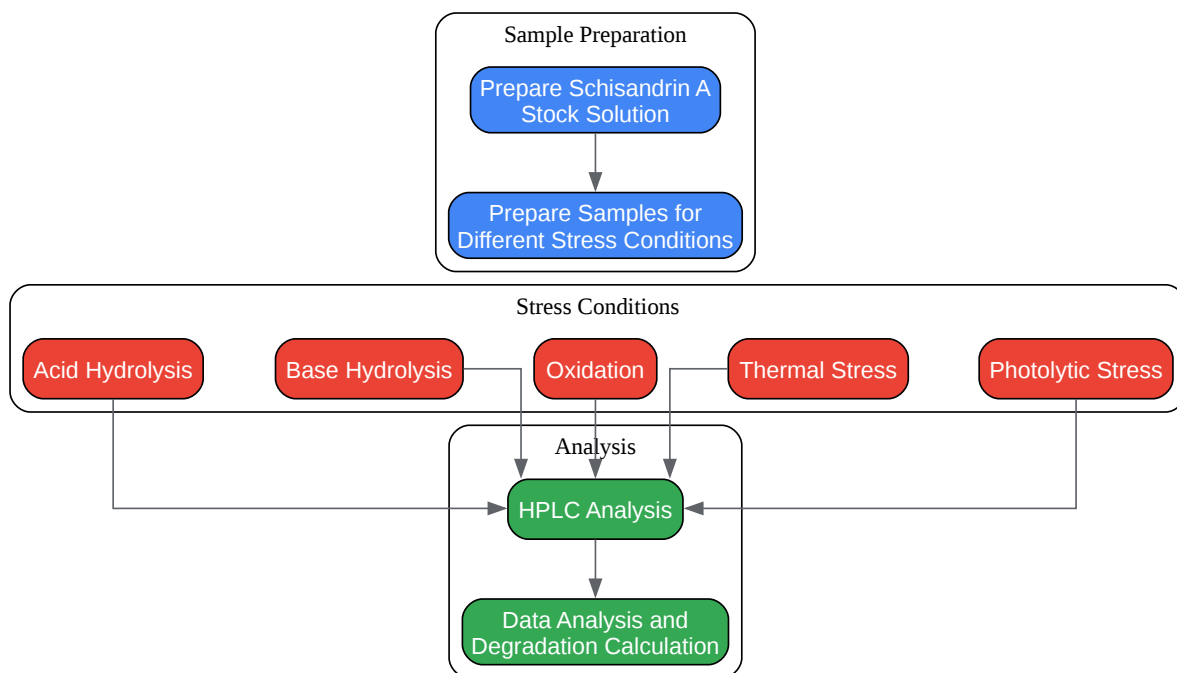 Sample Preparation
Prepare Schisandrin A
Stock Solution
Prepare Samples for
Different Stress Conditions
Stress Conditions
Acid Hydrolysis
Base Hydrolysis
Oxidation
Thermal Stress
Photolytic Stress
Analysis
HPLC Analysis
Data Analysis and
Degradation Calculation